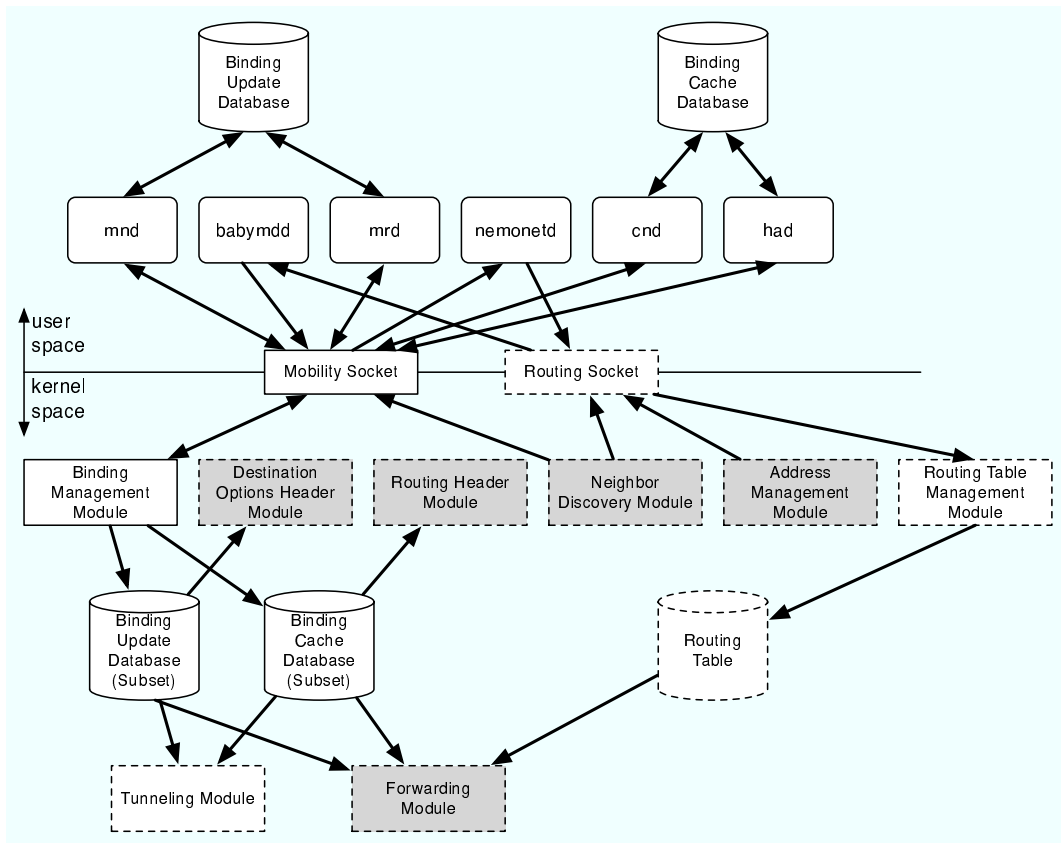 Binding
Update
Database
Binding
Cache
Database
mnd
babymdd
mrd
nemonetd
cnd
had
user
space
kernel
space
Mobility Socket
Routing Socket
Binding
Management
Module
Destination
Options Header
Module
Routing Header
Module
Neighbor
Discovery Module
Address
Management
Module
Routing Table
Management
Module
Binding
Update
Database
(Subset)
Binding
Cache
Database
(Subset)
Routing
Table
Tunneling Module
Forwarding
Module